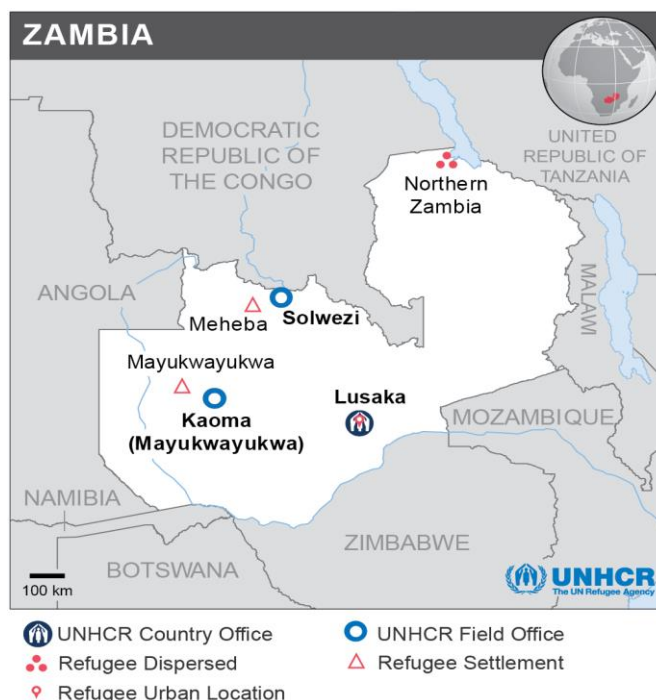 ZAMBIA
DEMOCRATIC
REPUBLIC OF
THE CONGO
UNITED
REPUBLIC OF
TANZANIA
Northern
Zambia
ANGOLA
MALAWI
Meheba
Solwezi
Mayukwayukwa
Lusaka
Kaoma
(Mayukwayukwa)
MOZAMBIQUE
NAMIBIA
ZIMBABWE
BOTSWANA
100 km
UNHCR
The UN Refugee Agency
UNHCR Country Office
UNHCR Field Office
Refugee Dispersed
Refugee Settlement
Refugee Urban Location